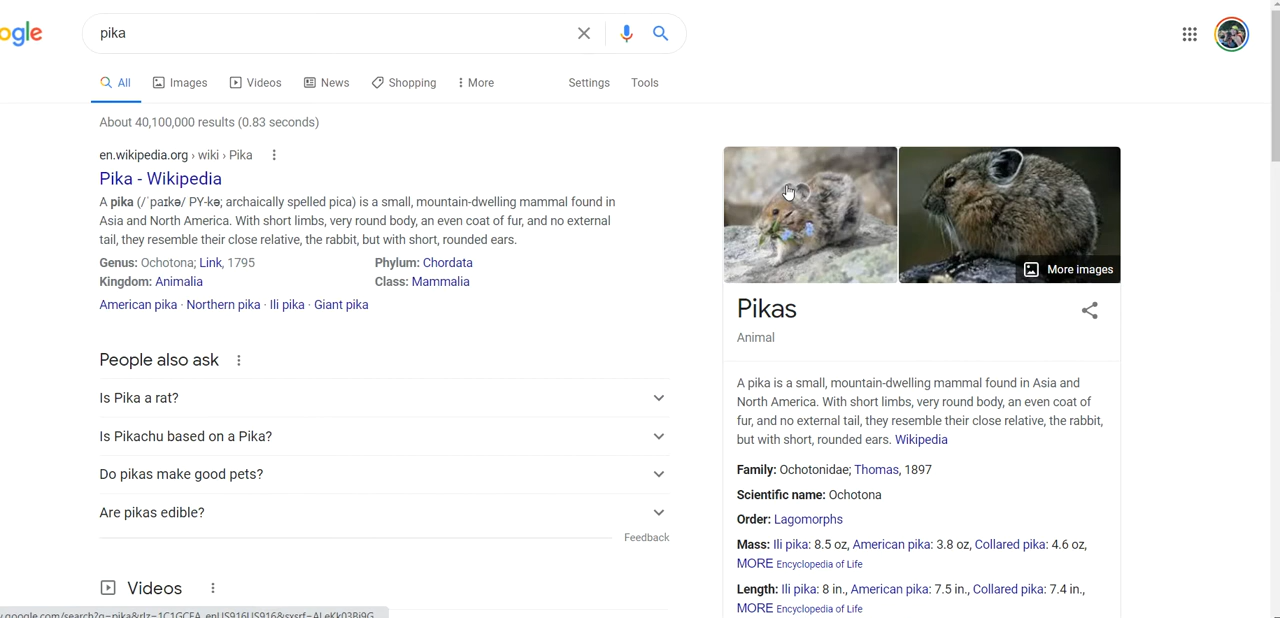 ogle
pika
All Images Videos News Shopping More Settings Tools
About 40,100,000 results (0.83 seconds)
en.wikipedia.org › wiki › Pika
Pika - Wikipedia
A pika (/ˈpaɪkə/ PY-kə; archaically spelled pica) is a small, mountain-dwelling mammal found in
Asia and North America. With short limbs, very round body, an even coat of fur, and no external
tail, they resemble their close relative, the rabbit, but with short, rounded ears.
Genus: Ochotona; Link, 1795 Phylum: Chordata
Kingdom: Animalia Class: Mammalia
American pika · Northern pika · Ili pika · Giant pika
People also ask
Is Pika a rat?
Is Pikachu based on a Pika?
Do pikas make good pets?
Are pikas edible?
Feedback
Videos
More images
Pikas
Animal
A pika is a small, mountain-dwelling mammal found in Asia and
North America. With short limbs, very round body, an even coat of
fur, and no external tail, they resemble their close relative, the rabbit,
but with short, rounded ears. Wikipedia
Family: Ochotonidae; Thomas, 1897
Scientific name: Ochotona
Order: Lagomorphs
Mass: Ili pika: 8.5 oz, American pika: 3.8 oz, Collared pika: 4.6 oz,
MORE Encyclopedia of Life
Length: Ili pika: 8 in., American pika: 7.5 in., Collared pika: 7.4 in.,
MORE Encyclopedia of Life